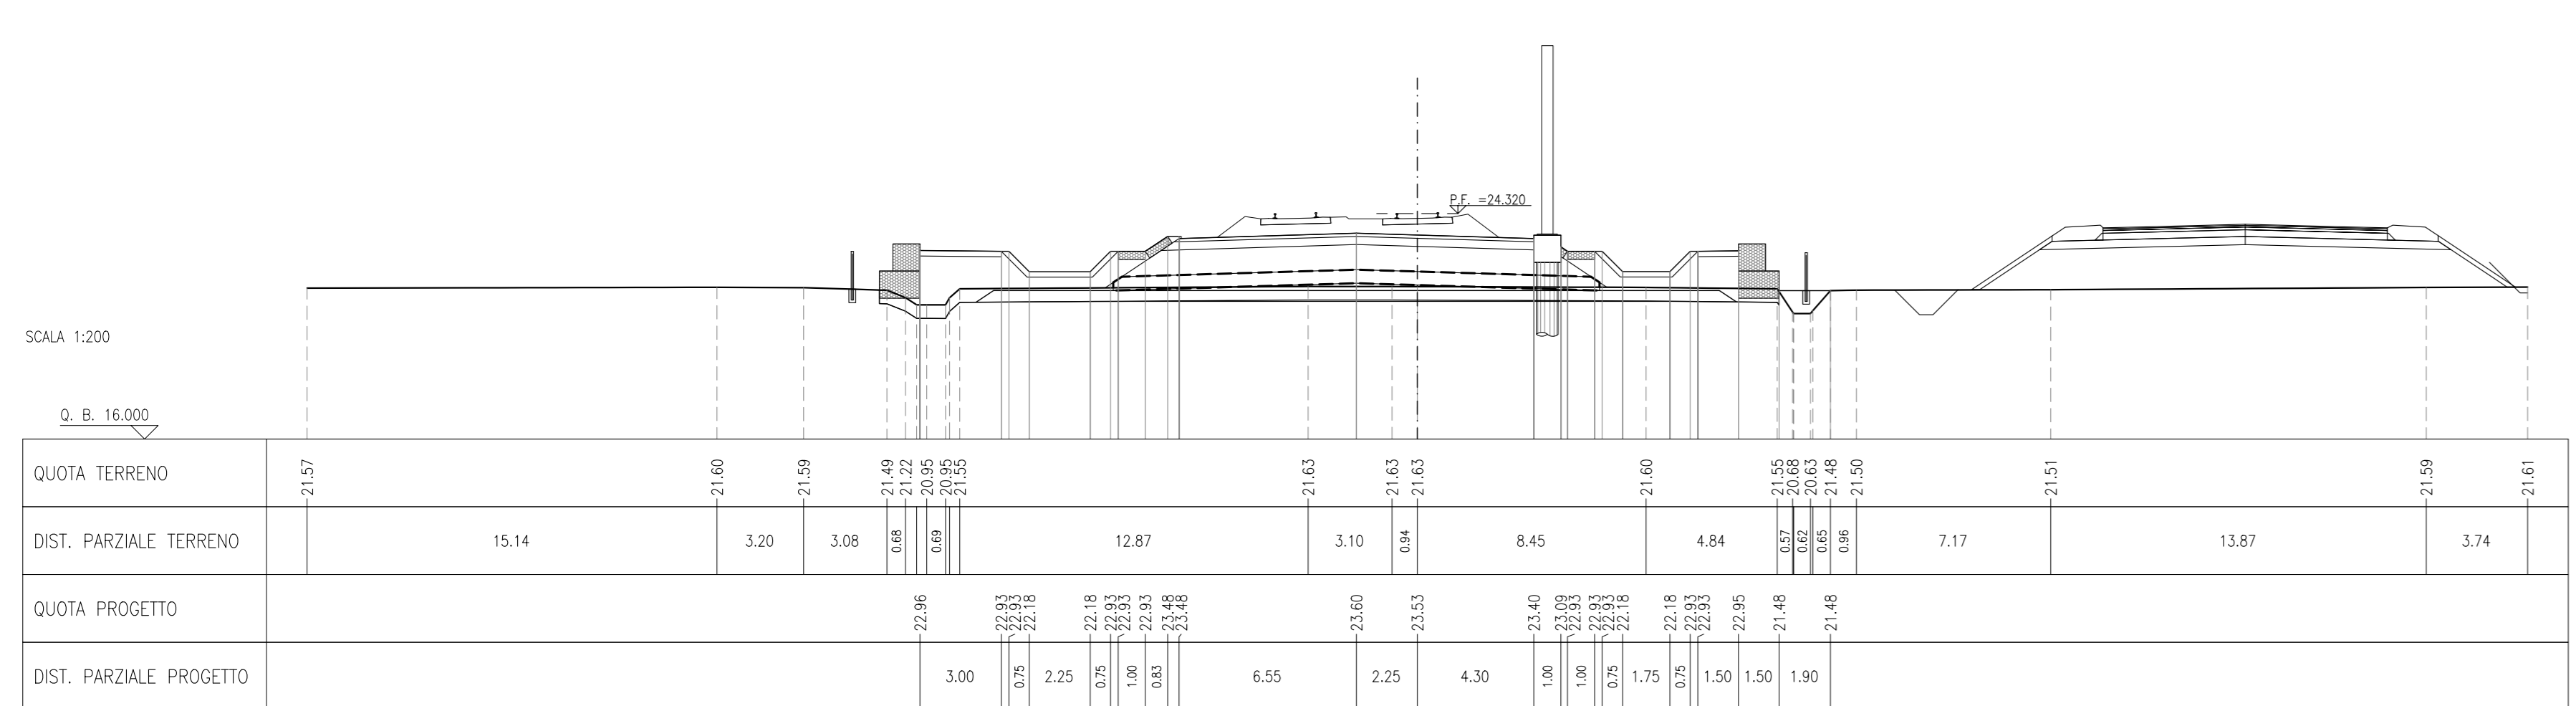 P.F. =24.320
SCALA 1:200
Q. B. 16.000
QUOTA TERRENO 21.57 21.60 21.59 21.49 21.22 20.95 20.95 21.55 21.63 21.63 21.63 21.60 21.55 20.68 20.63 21.48 21.50 21.51 21.59 21.61
DIST. PARZIALE TERRENO 15.14 3.20 3.08 0.68 0.69 12.87 3.10 0.94 8.45 4.84 0.57 0.62 0.65 0.96 7.17 13.87 3.74
QUOTA PROGETTO 22.96 22.93 22.93 22.18 22.18 22.93 22.93 22.93 23.48 23.48 23.60 23.53 23.40 23.09 22.93 22.93 22.93 22.18 22.18 22.93 22.93 22.95 21.48 21.48
DIST. PARZIALE PROGETTO 3.00 0.75 2.25 0.75 1.00 0.83 6.55 2.25 4.30 1.00 1.00 0.75 1.75 0.75 1.50 1.50 1.90